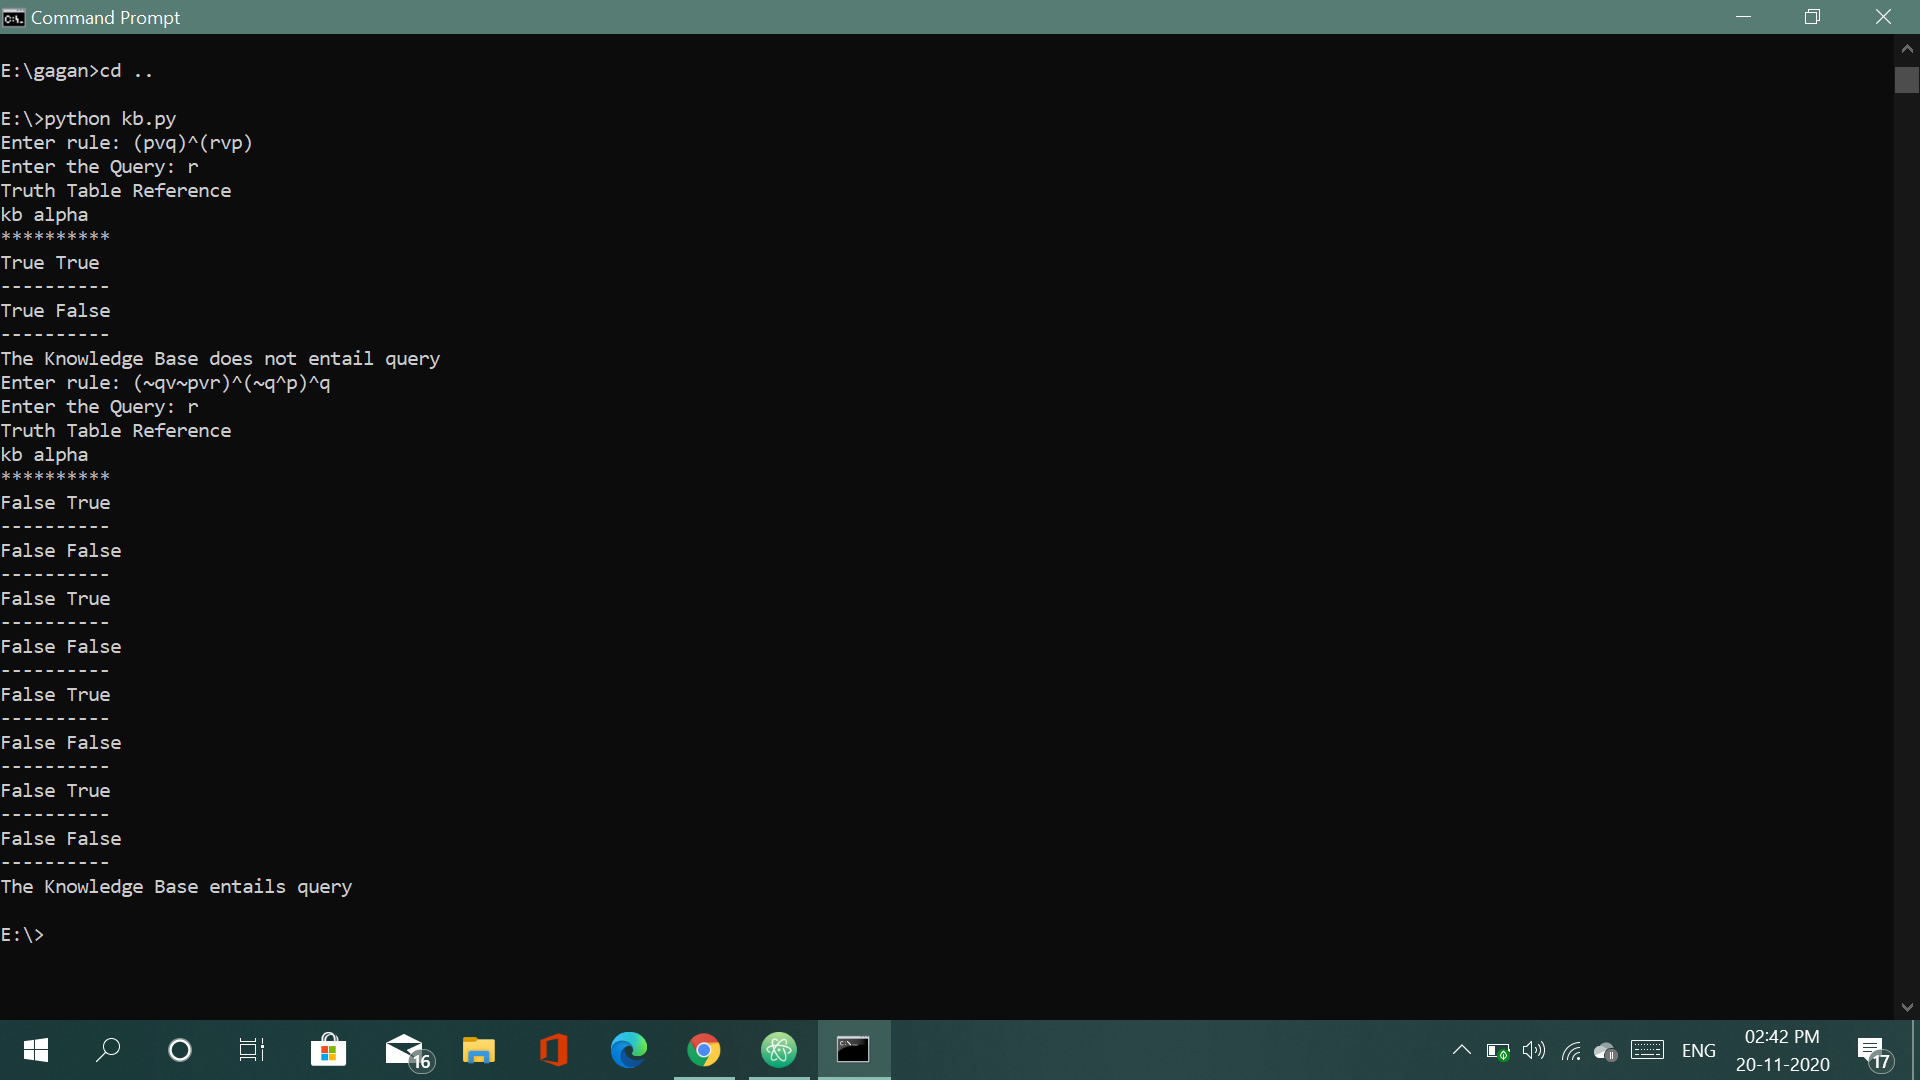 Command Prompt
E:\gagan>cd ..
E:\>python kb.py
Enter rule: (pvq)^(rvp)
Enter the Query: r
Truth Table Reference
kb alpha
**********
True True
----------
True False
----------
The Knowledge Base does not entail query
Enter rule: (~qv~pvr)^(~q^p)^q
Enter the Query: r
Truth Table Reference
kb alpha
**********
False True
----------
False False
----------
False True
----------
False False
----------
False True
----------
False False
----------
False True
----------
False False
----------
The Knowledge Base entails query
E:\>
16
ENG
02:42 PM
20-11-2020
17